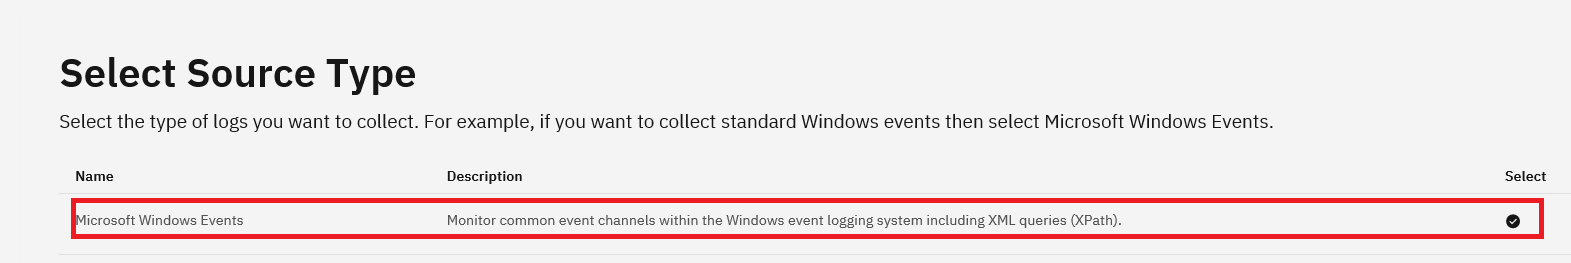 Select Source Type
Select the type of logs you want to collect. For example, if you want to collect standard Windows events then select Microsoft Windows Events.
Name Description Select
Microsoft Windows Events Monitor common event channels within the Windows event logging system including XML queries (XPath).